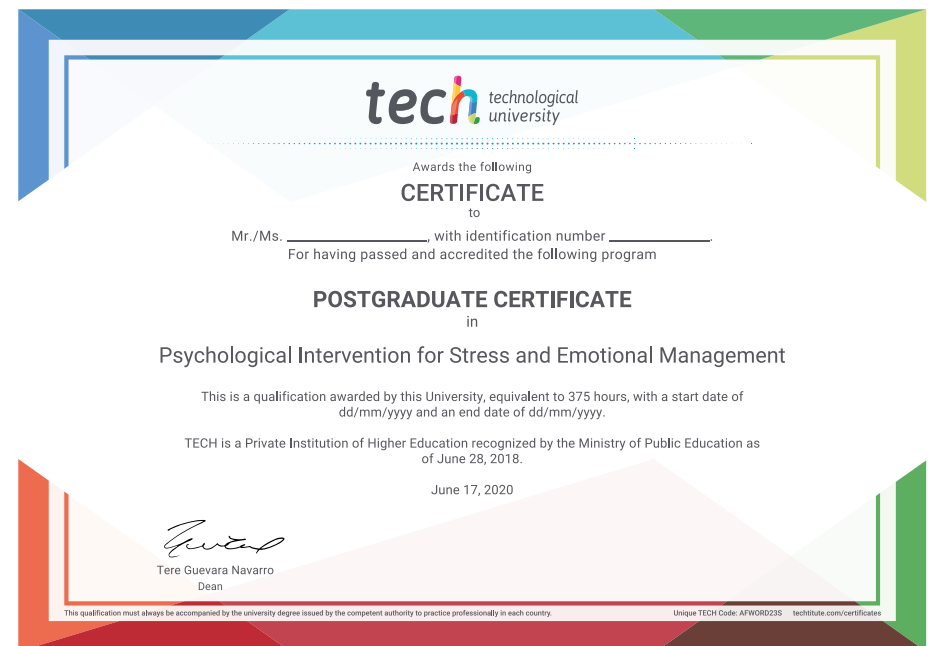 tech technological
university
Awards the following
CERTIFICATE
to
Mr./Ms. ____________________, with identification number ______________.
For having passed and accredited the following program
POSTGRADUATE CERTIFICATE
in
Psychological Intervention for Stress and Emotional Management
This is a qualification awarded by this University, equivalent to 375 hours, with a start date of
dd/mm/yyyy and an end date of dd/mm/yyyy.
TECH is a Private Institution of Higher Education recognized by the Ministry of Public Education as
of June 28, 2018.
June 17, 2020
Tere Guevara Navarro
Dean
This qualification must always be accompanied by the university degree issued by the competent authority to practice professionally in each country.
Unique TECH Code: AFWORD23S techtitute.com/certificates